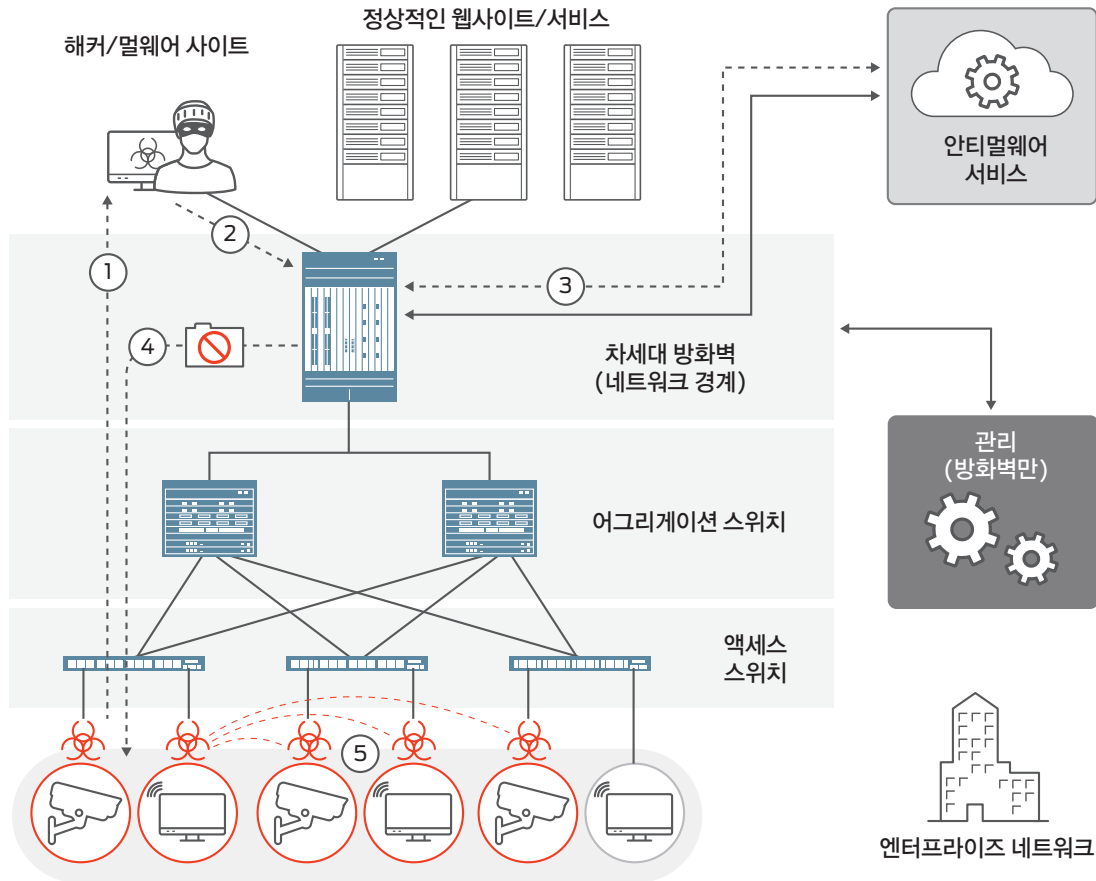 정상적인 웹사이트/서비스
해커/멀웨어 사이트
안티멀웨어
서비스
2
1
3
4
차세대 방화벽
(네트워크 경계)
관리
(방화벽만)
어그리게이션 스위치
액세스
스위치
5
엔터프라이즈 네트워크